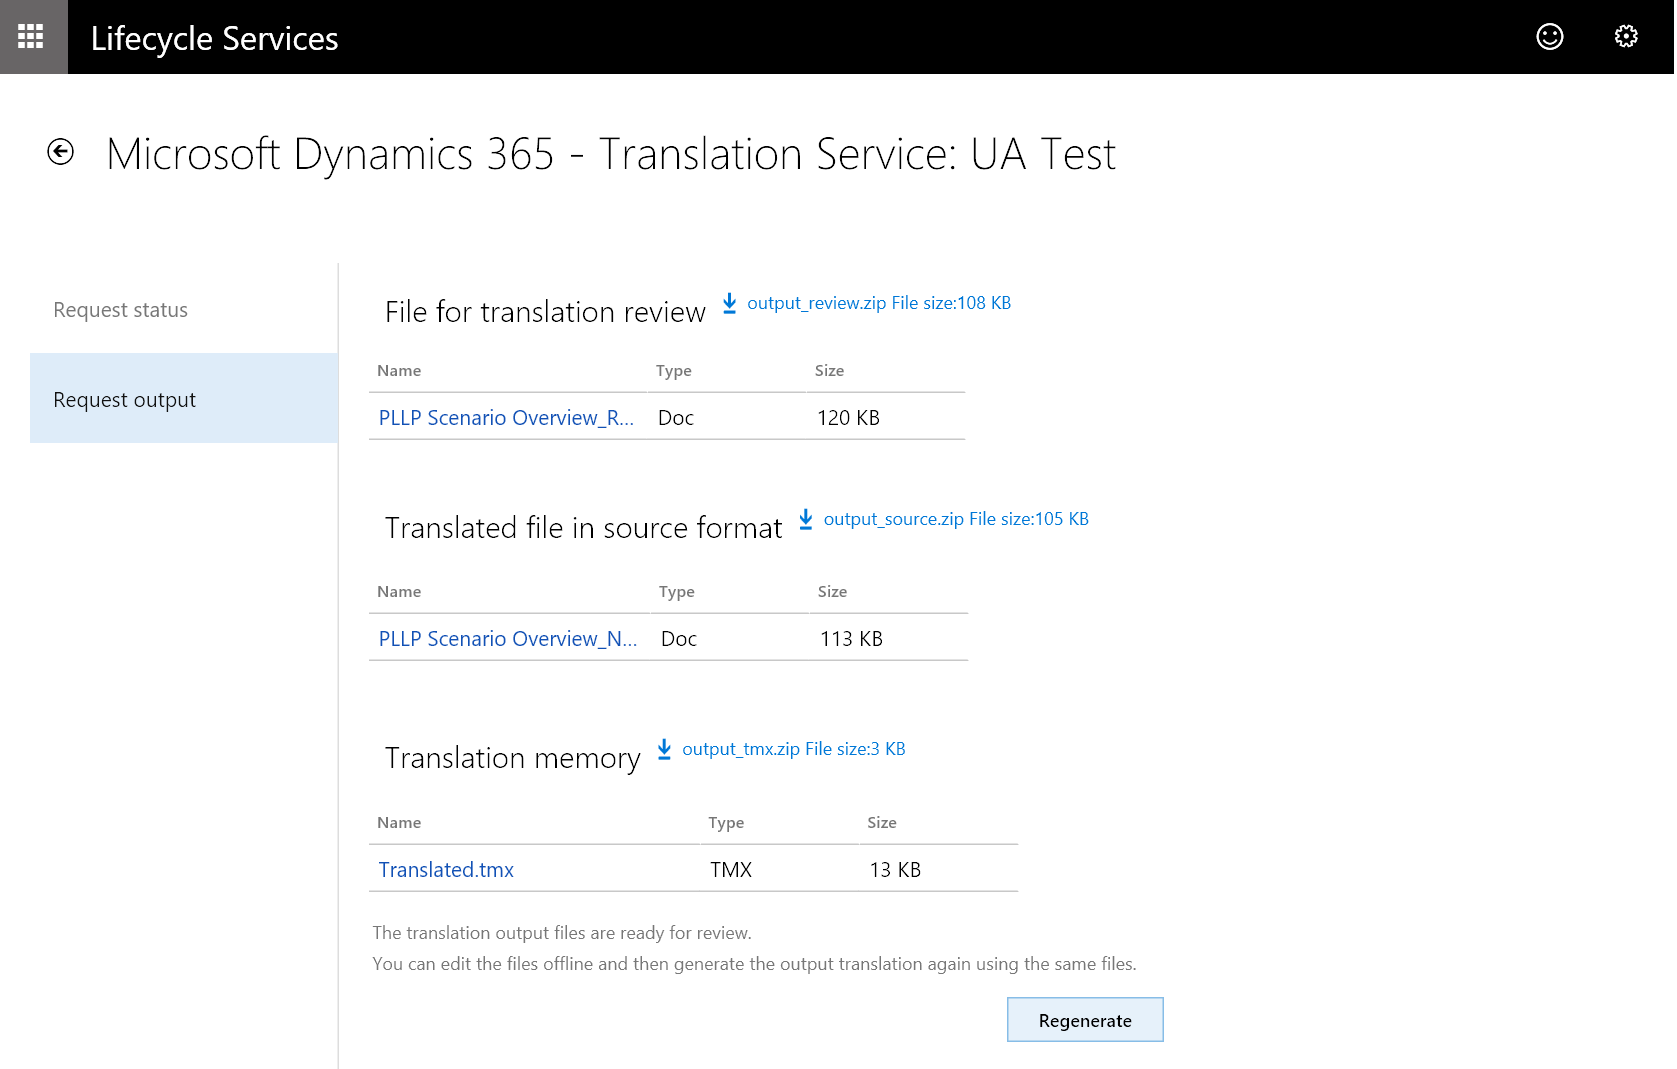 Lifecycle Services
Microsoft Dynamics 365 - Translation Service: UA Test
Request status
Request output
File for translation review output_review.zip File size:108 KB
Name Type Size
PLLP Scenario Overview_R... Doc 120 KB
Translated file in source format output_source.zip File size:105 KB
Name Type Size
PLLP Scenario Overview_N... Doc 113 KB
Translation memory output_tmx.zip File size:3 KB
Name Type Size
Translated.tmx TMX 13 KB
The translation output files are ready for review.
You can edit the files offline and then generate the output translation again using the same files.
Regenerate